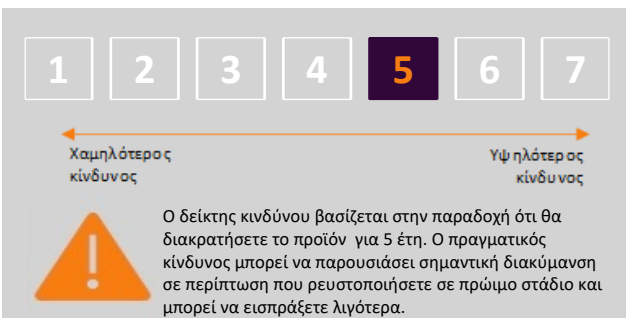 1 2 3 4 5 6 7
Χαμηλότερος Υψηλότερος
κίνδυνος κίνδυνος
Ο δείκτης κινδύνου βασίζεται στην παραδοχή ότι θα
διακρατήσετε το προϊόν για 5 έτη. Ο πραγματικός
κίνδυνος μπορεί να παρουσιάσει σημαντική διακύμανση
σε περίπτωση που ρευστοποιήσετε σε πρώιμο στάδιο και
μπορεί να εισπράξετε λιγότερα.